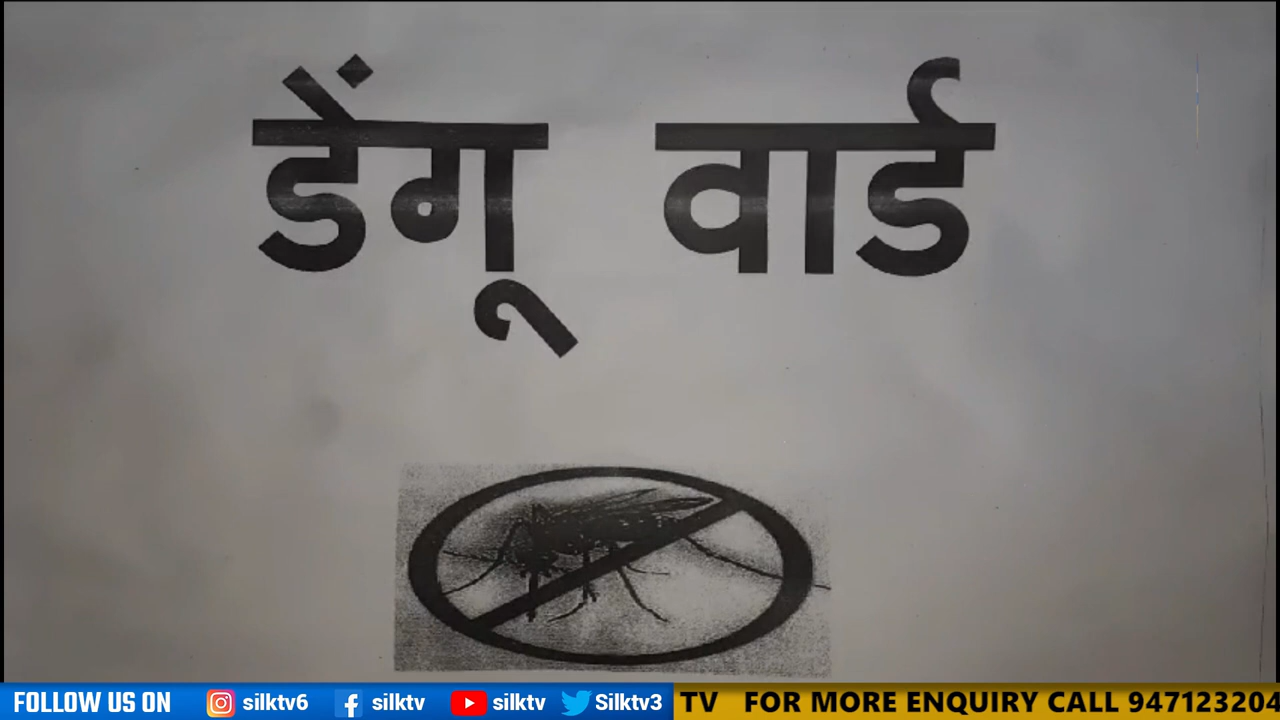 डेंगू वार्ड
FOLLOW US ON silktv6 silktv silktv Silktv3 TV FOR MORE ENQUIRY CALL 947123204